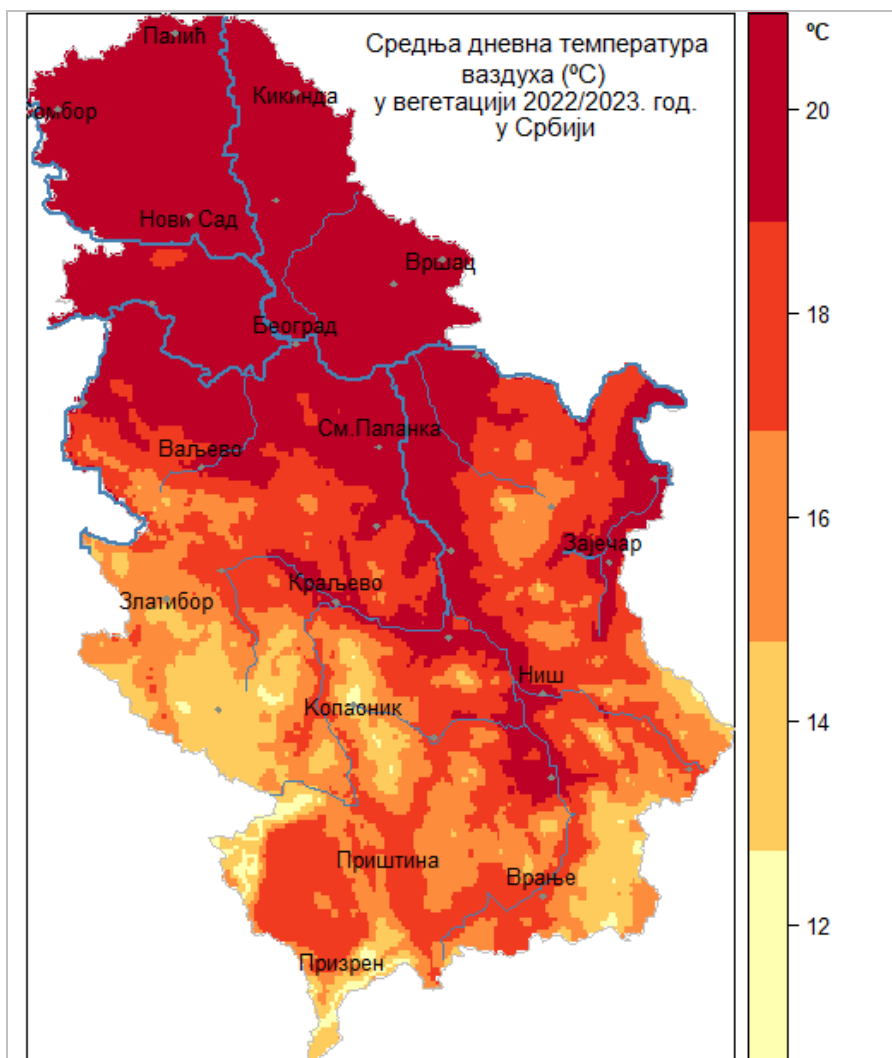 Средња дневна температура
ваздуха (ºC)
у вегетацији 2022/2023. год.
у Србији
ºC
Палић
Кикинда
Сомбор
20
Нови Сад
Вршац
18
Београд
См.Паланка
Ваљево
16
Зајечар
Краљево
Златибор
Ниш
Копаоник
14
Приштина
Врање
12
Призрен